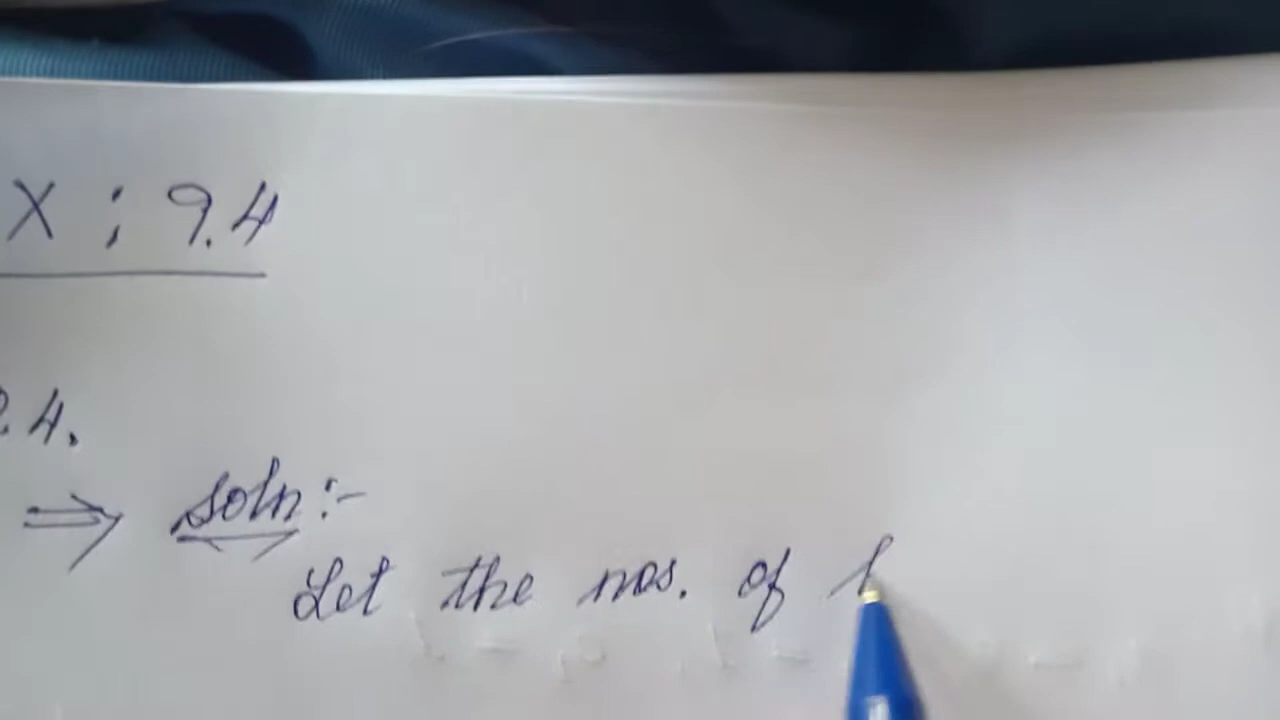 X ; 9.4
.4.
⇒ Soln:-
Let the nos. of